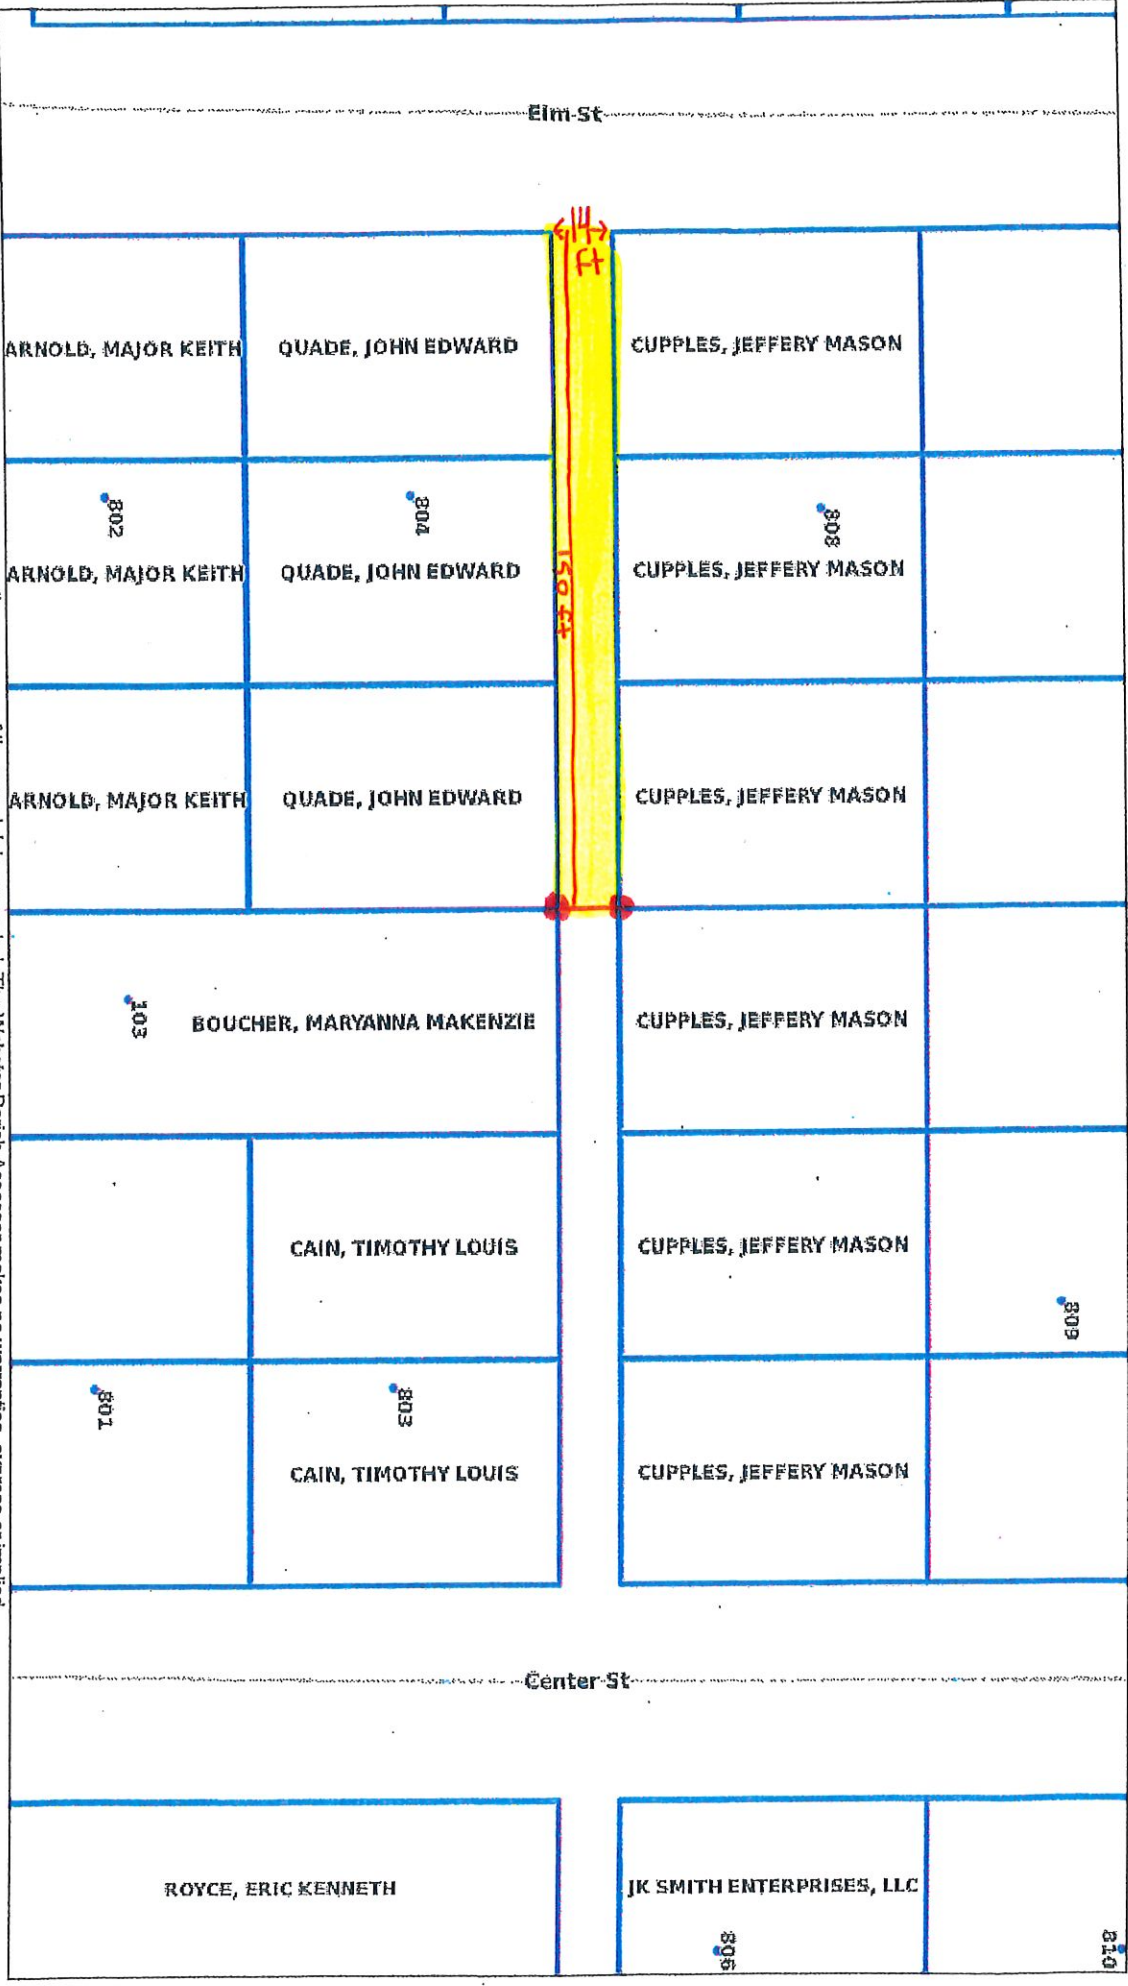 Elm St
14
ft
ARNOLD, MAJOR KEITH
QUADE, JOHN EDWARD
CUPPLES, JEFFERY MASON
802
804
808
ARNOLD, MAJOR KEITH
QUADE, JOHN EDWARD
150 ft
CUPPLES, JEFFERY MASON
ARNOLD, MAJOR KEITH
QUADE, JOHN EDWARD
CUPPLES, JEFFERY MASON
103
BOUCHER, MARYANNA MAKENZIE
CUPPLES, JEFFERY MASON
CAIN, TIMOTHY LOUIS
CUPPLES, JEFFERY MASON
809
801
803
CAIN, TIMOTHY LOUIS
CUPPLES, JEFFERY MASON
Center St
ROYCE, ERIC KENNETH
JK SMITH ENTERPRISES, LLC
806
810